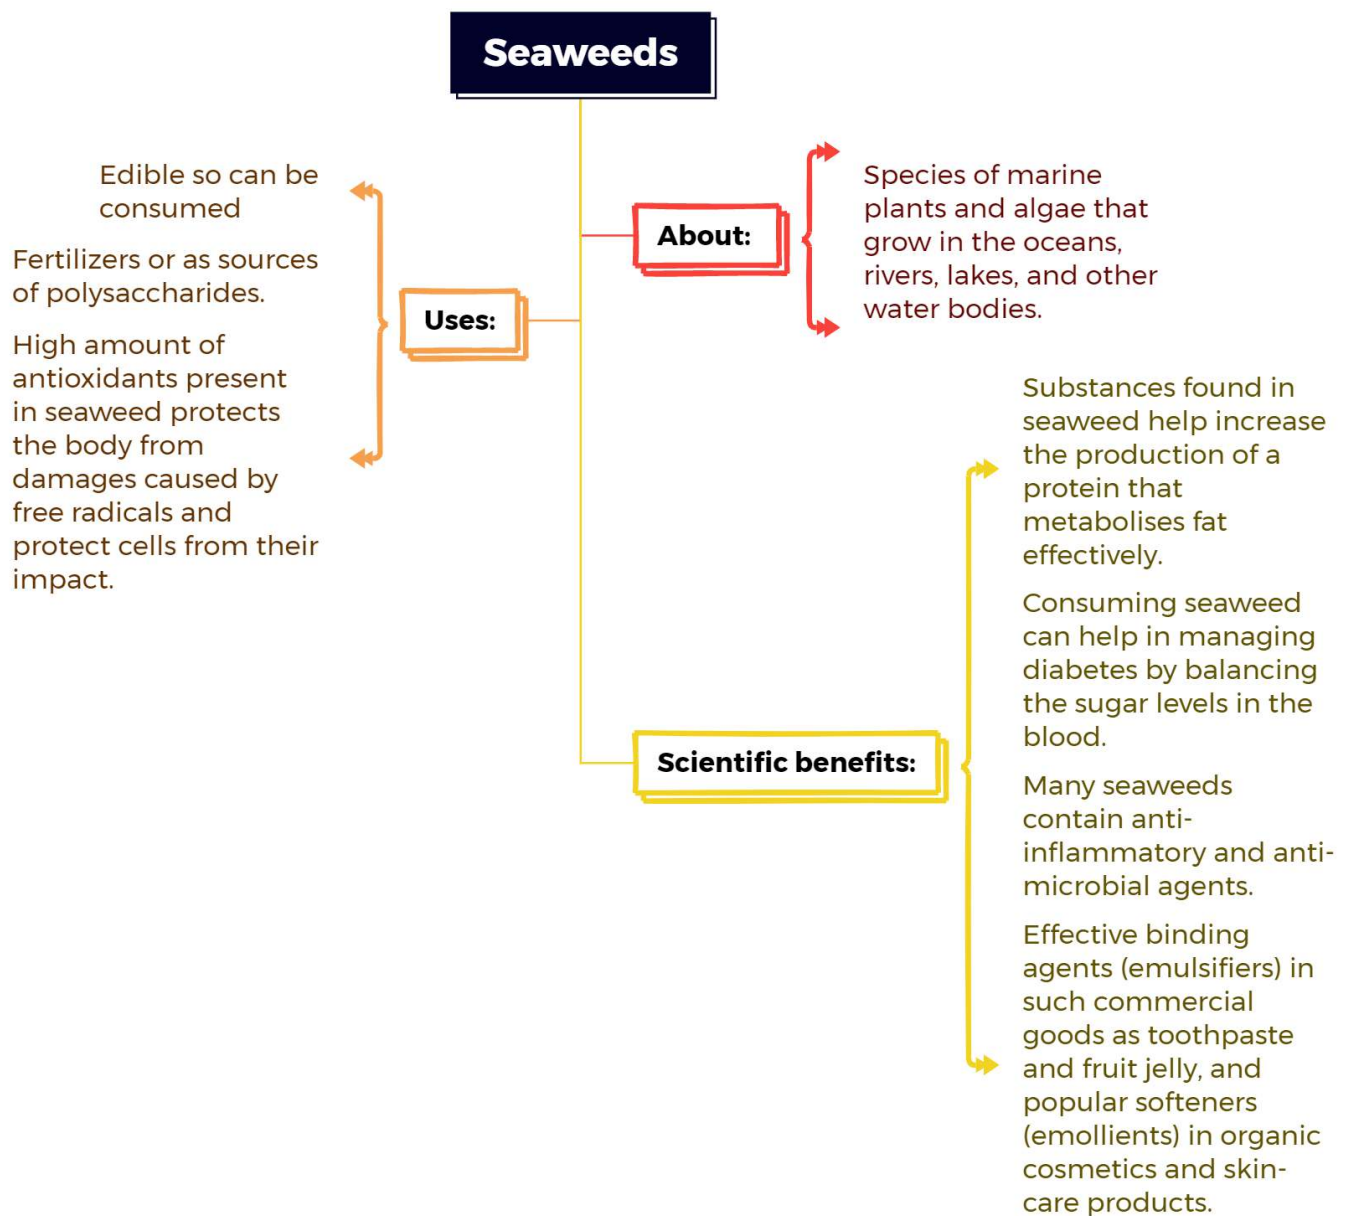 Seaweeds
Edible so can be
consumed
Fertilizers or as sources
of polysaccharides.
High amount of
antioxidants present
in seaweed protects
the body from
damages caused by
free radicals and
protect cells from their
impact.
Uses:
About:
Species of marine
plants and algae that
grow in the oceans,
rivers, lakes, and other
water bodies.
Scientific benefits:
Substances found in
seaweed help increase
the production of a
protein that
metabolises fat
effectively.
Consuming seaweed
can help in managing
diabetes by balancing
the sugar levels in the
blood.
Many seaweeds
contain anti-
inflammatory and anti-
microbial agents.
Effective binding
agents (emulsifiers) in
such commercial
goods as toothpaste
and fruit jelly, and
popular softeners
(emollients) in organic
cosmetics and skin-
care products.